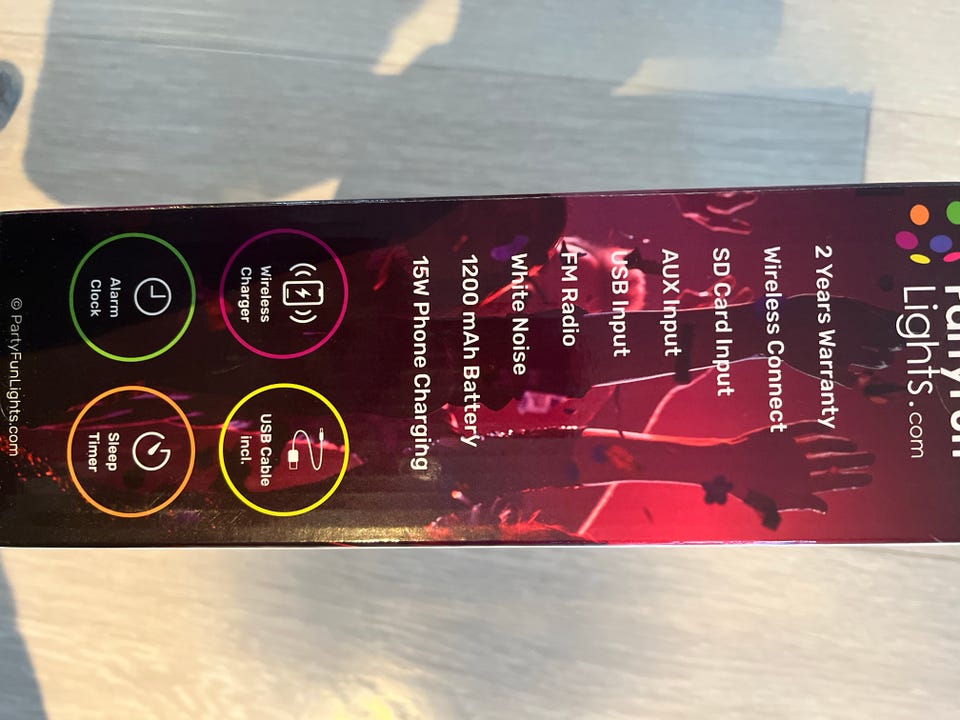 PartyFun
Lights.com
2 Years Warranty
Wireless Connect
SD Card Input
AUX Input
USB Input
FM Radio
White Noise
1200 mAh Battery
15W Phone Charging
Wireless
Charger
USB Cable
incl.
Alarm
Clock
Sleep
Timer
© PartyFunLights.com